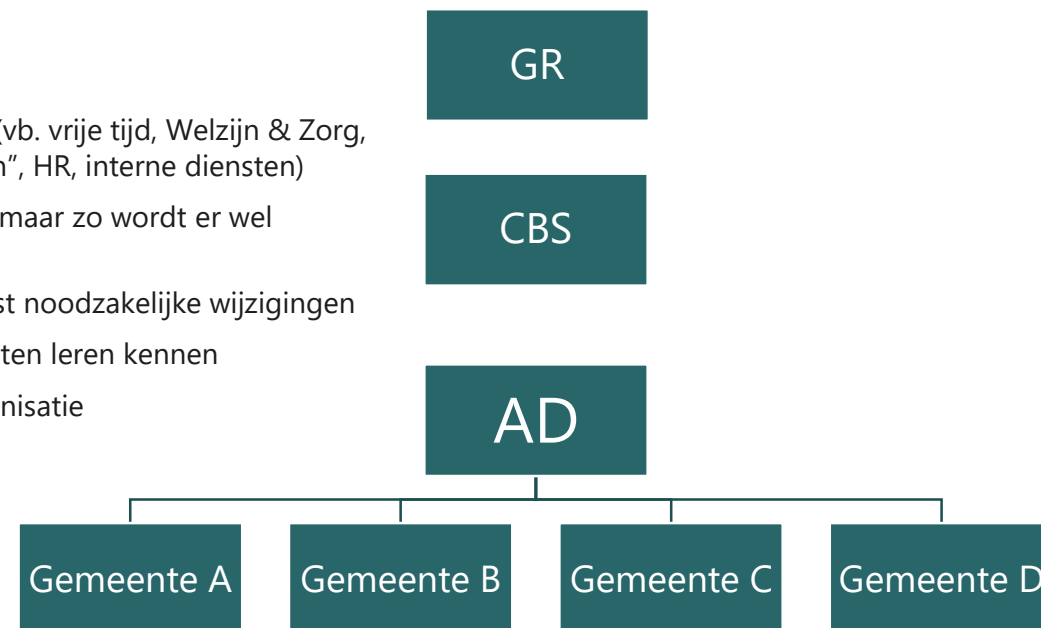 GR
(vb. vrije tijd, Welzijn & Zorg,
n”, HR, interne diensten)
maar zo wordt er wel
CBS
st noodzakelijke wijzigingen
ten leren kennen
nisatie
AD
Gemeente A
Gemeente B
Gemeente C
Gemeente D